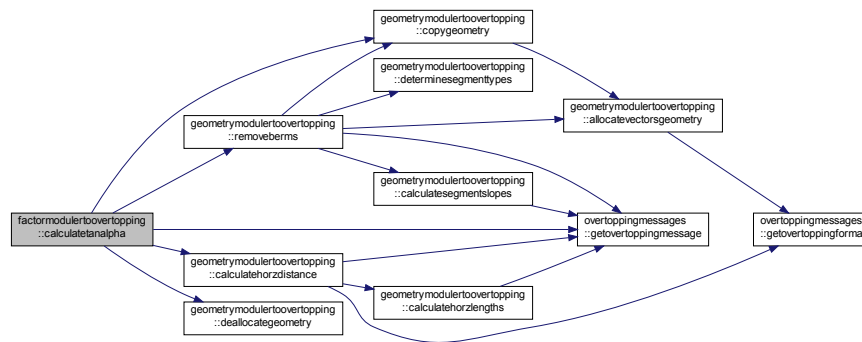 geometrymodulertoovertopping
::copygeometry
geometrymodulertoovertopping
::determinesegmenttypes
geometrymodulertoovertopping
::allocatevectorsgeometry
geometrymodulertoovertopping
::removeberms
geometrymodulertoovertopping
::calculatesegmentslopes
factormodulertoovertopping
::calculatetanalpha
overtoppingmessages
::getovertoppingmessage
overtoppingmessages
::getovertoppingforma
geometrymodulertoovertopping
::calculatehorzdistance
geometrymodulertoovertopping
::calculatehorzlengths
geometrymodulertoovertopping
::deallocategeometry